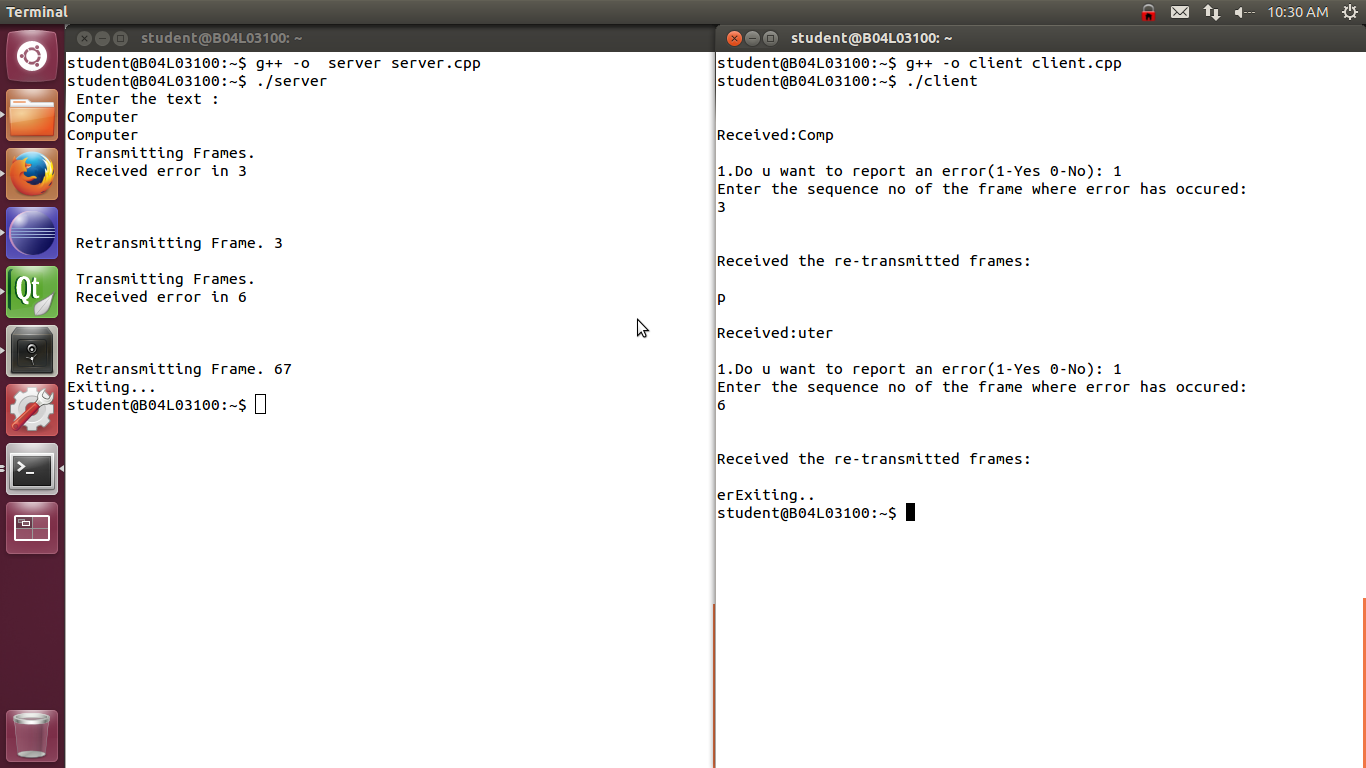 Terminal
10:30 AM
student@B04L03100: ~
student@B04L03100:~$ g++ -o  server server.cpp
student@B04L03100:~$ ./server
 Enter the text :
Computer
Computer
 Transmitting Frames.
 Received error in 3
 Retransmitting Frame. 3
 Transmitting Frames.
 Received error in 6
 Retransmitting Frame. 67
Exiting...
student@B04L03100:~$
student@B04L03100: ~
student@B04L03100:~$ g++ -o client client.cpp
student@B04L03100:~$ ./client
Received:Comp
1.Do u want to report an error(1-Yes 0-No): 1
Enter the sequence no of the frame where error has occured:
3
Received the re-transmitted frames:
p
Received:uter
1.Do u want to report an error(1-Yes 0-No): 1
Enter the sequence no of the frame where error has occured:
6
Received the re-transmitted frames:
erExiting..
student@B04L03100:~$
Qt
>_